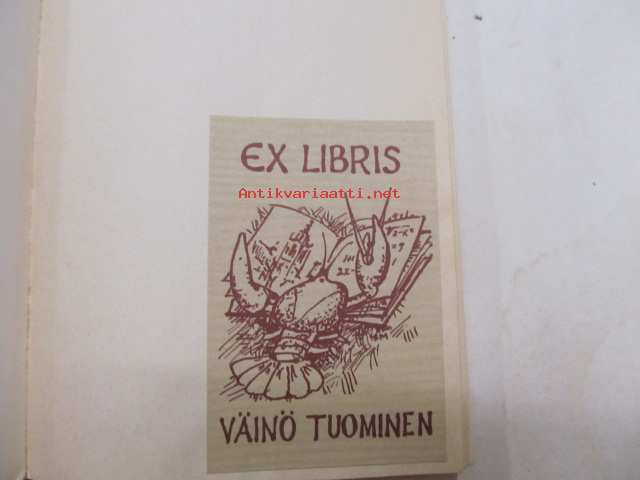 EX LIBRIS
Antikvariaatti.net
VÄINÖ TUOMINEN